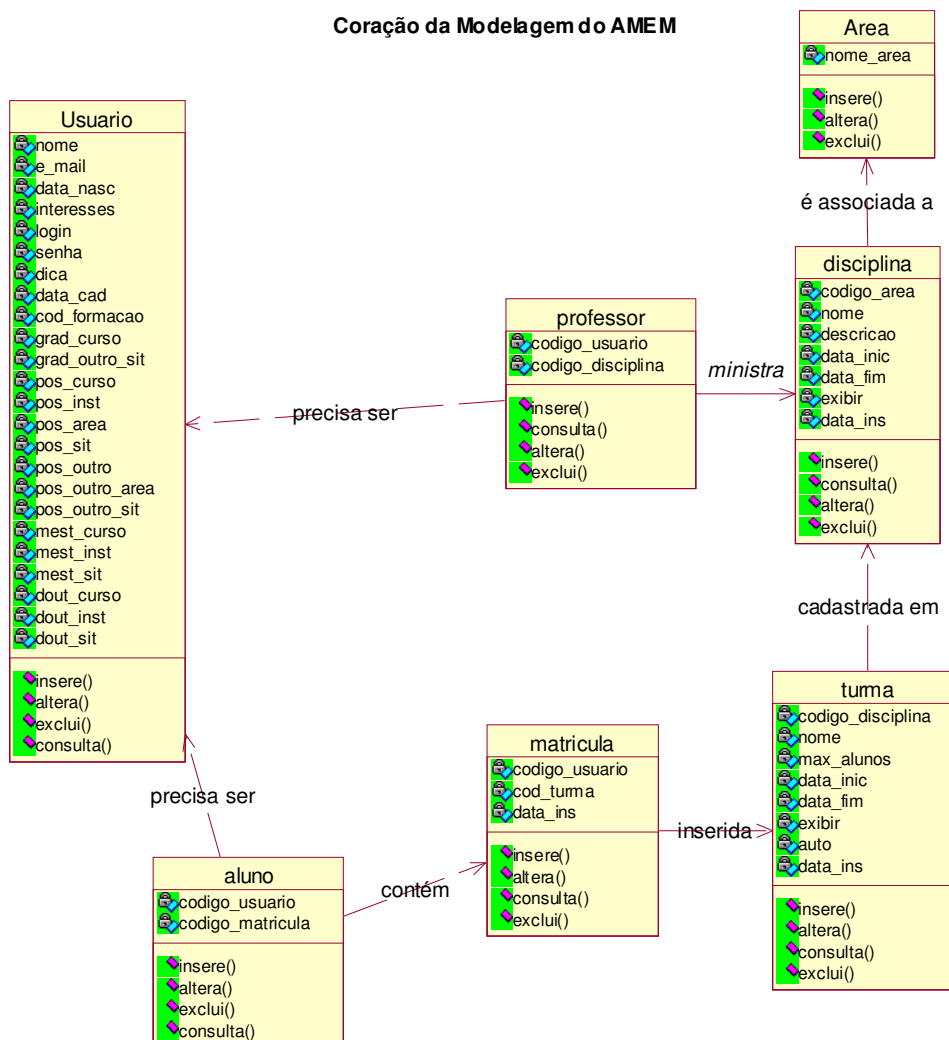 Coração da Modelagem do AMEM
Area
nome_area
insere()
altera()
exclui()
é associada a
Usuario
nome
e_mail
data_nasc
interesses
login
senha
dica
data_cad
cod_formacao
grad_curso
grad_outro_sit
pos_curso
pos_inst
pos_area
pos_sit
pos_outro
pos_outro_area
pos_outro_sit
mest_curso
mest_inst
mest_sit
dout_curso
dout_inst
dout_sit
insere()
altera()
exclui()
consulta()
precisa ser
professor
codigo_usuario
codigo_disciplina
insere()
consulta()
altera()
exclui()
ministra
disciplina
codigo_area
nome
descricao
data_inic
data_fim
exibir
data_ins
insere()
consulta()
altera()
exclui()
cadastrada em
precisa ser
aluno
codigo_usuario
codigo_matricula
insere()
altera()
exclui()
consulta()
contém
matricula
codigo_usuario
cod_turma
data_ins
insere()
altera()
consulta()
exclui()
inserida
turma
codigo_disciplina
nome
max_alunos
data_inic
data_fim
exibir
auto
data_ins
insere()
altera()
consulta()
exclui()